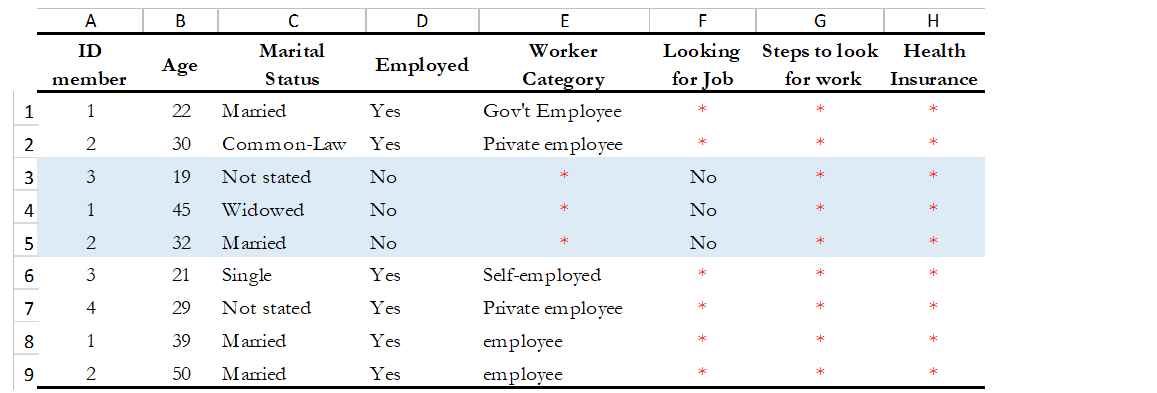 A B C D E F G H
ID member Age Marital Status Employed Worker Category Looking for Job Steps to look for work Health Insurance
1 1 22 Married Yes Gov't Employee * * *
2 2 30 Common-Law Yes Private employee * * *
3 3 19 Not stated No * No * *
4 1 45 Widowed No * No * *
5 2 32 Married No * No * *
6 3 21 Single Yes Self-employed * * *
7 4 29 Not stated Yes Private employee * * *
8 1 39 Married Yes employee * * *
9 2 50 Married Yes employee * * *